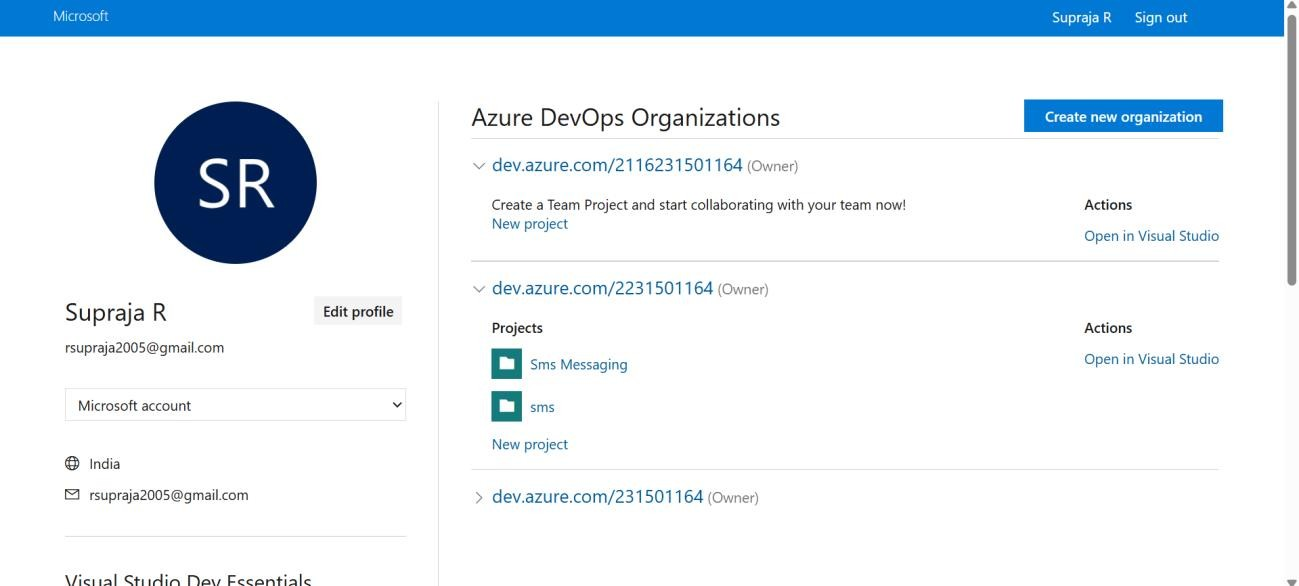 Microsoft
Supraja R Sign out
SR
Supraja R
Edit profile
rsupraja2005@gmail.com
Microsoft account
India
rsupraja2005@gmail.com
Visual Studio Dev Essentials
Azure DevOps Organizations
Create new organization
dev.azure.com/2116231501164 (Owner)
Create a Team Project and start collaborating with your team now!
New project
Actions
Open in Visual Studio
dev.azure.com/2231501164 (Owner)
Projects
Sms Messaging
sms
New project
Actions
Open in Visual Studio
dev.azure.com/231501164 (Owner)